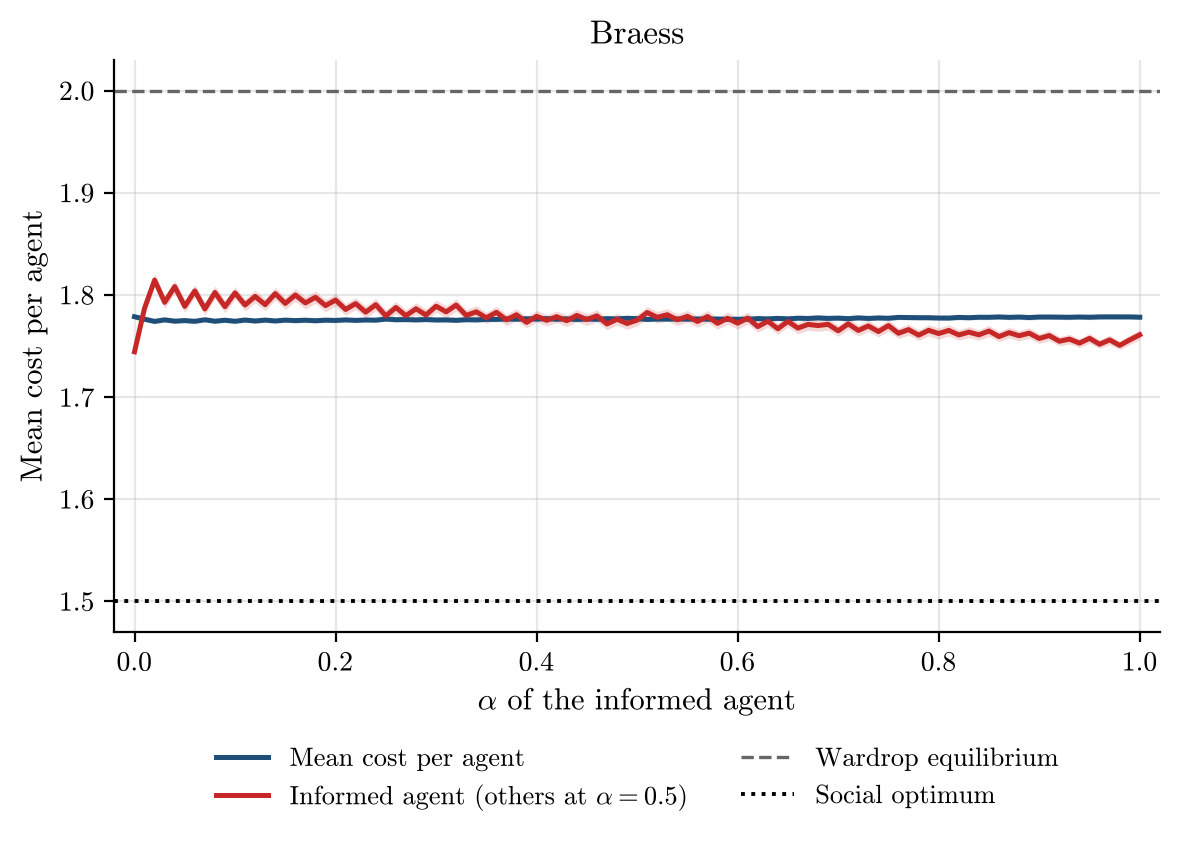 Braess
2.0
1.9
1.8
1.7
1.6
1.5
Mean cost per agent
0.0 0.2 0.4 0.6 0.8 1.0
α of the informed agent
Mean cost per agent
Informed agent (others at α = 0.5)
Wardrop equilibrium
Social optimum